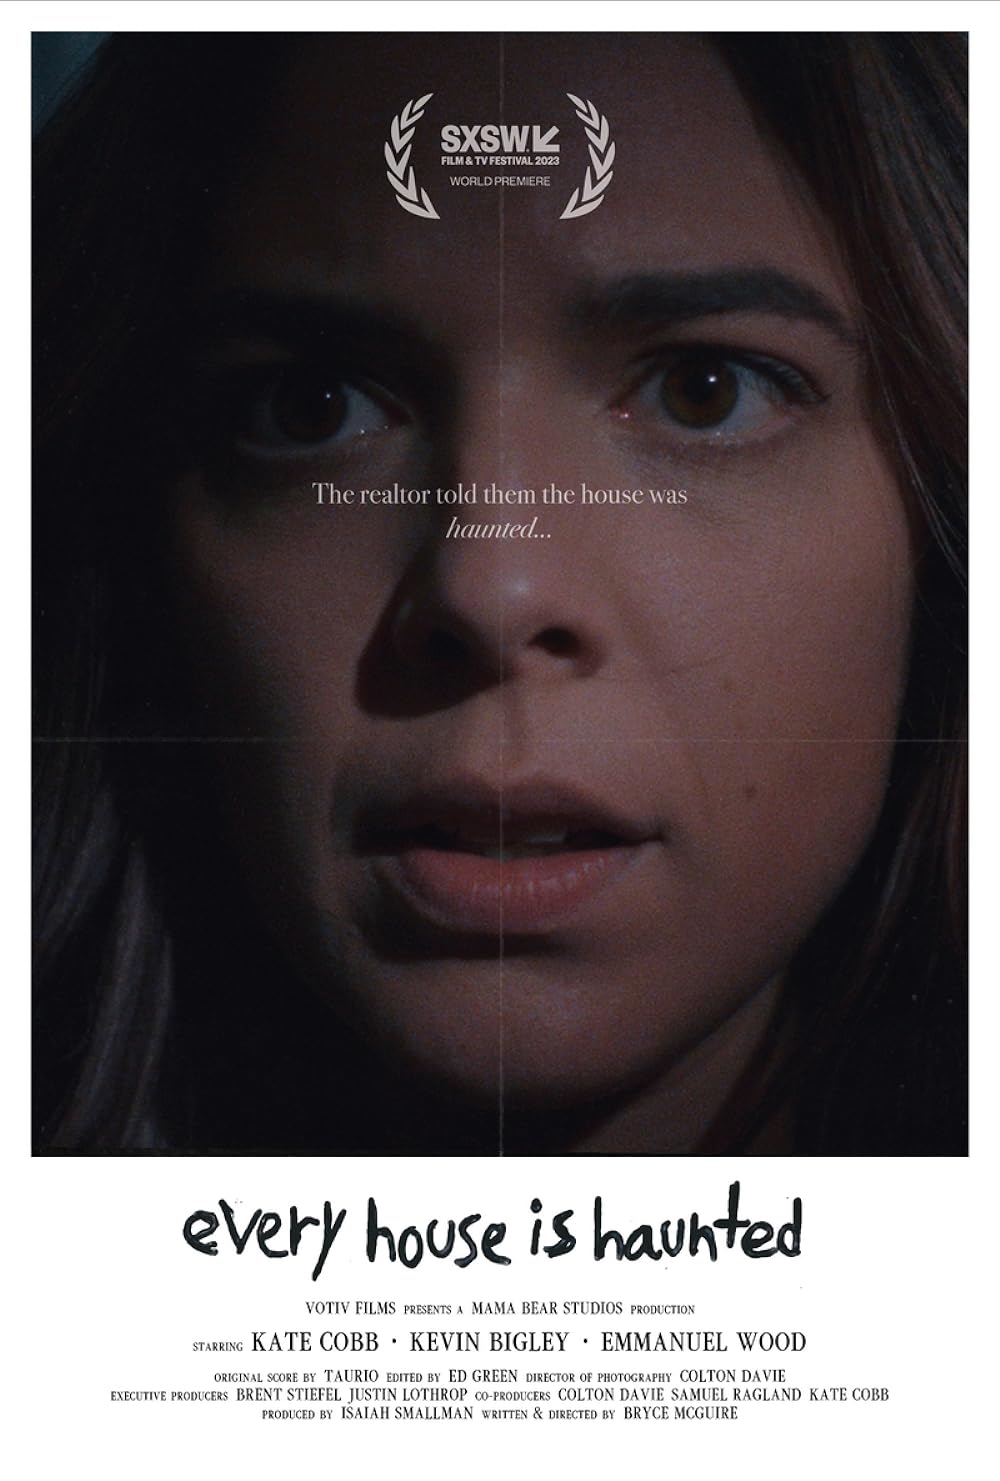 SXSW
FILM & TV FESTIVAL 2023
WORLD PREMIERE
The realtor told them the house was
haunted...
every house is haunted
VOTIV FILMS PRESENTS A MAMA BEAR STUDIOS PRODUCTION
STARRING KATE COBB · KEVIN BIGLEY · EMMANUEL WOOD
ORIGINAL SCORE BY TAURIO EDITED BY ED GREEN DIRECTOR OF PHOTOGRAPHY COLTON DAVIE
EXECUTIVE PRODUCERS BRENT STIEFEL JUSTIN LOTHROP CO-PRODUCERS COLTON DAVIE SAMUEL RAGLAND KATE COBB
PRODUCED BY ISAIAH SMALLMAN WRITTEN & DIRECTED BY BRYCE MCGUIRE